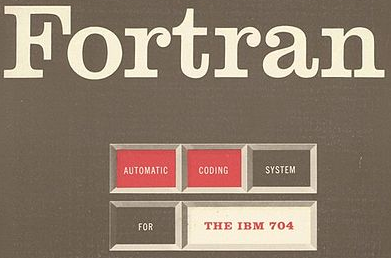 Fortran
AUTOMATIC CODING SYSTEM
FOR THE IBM 704